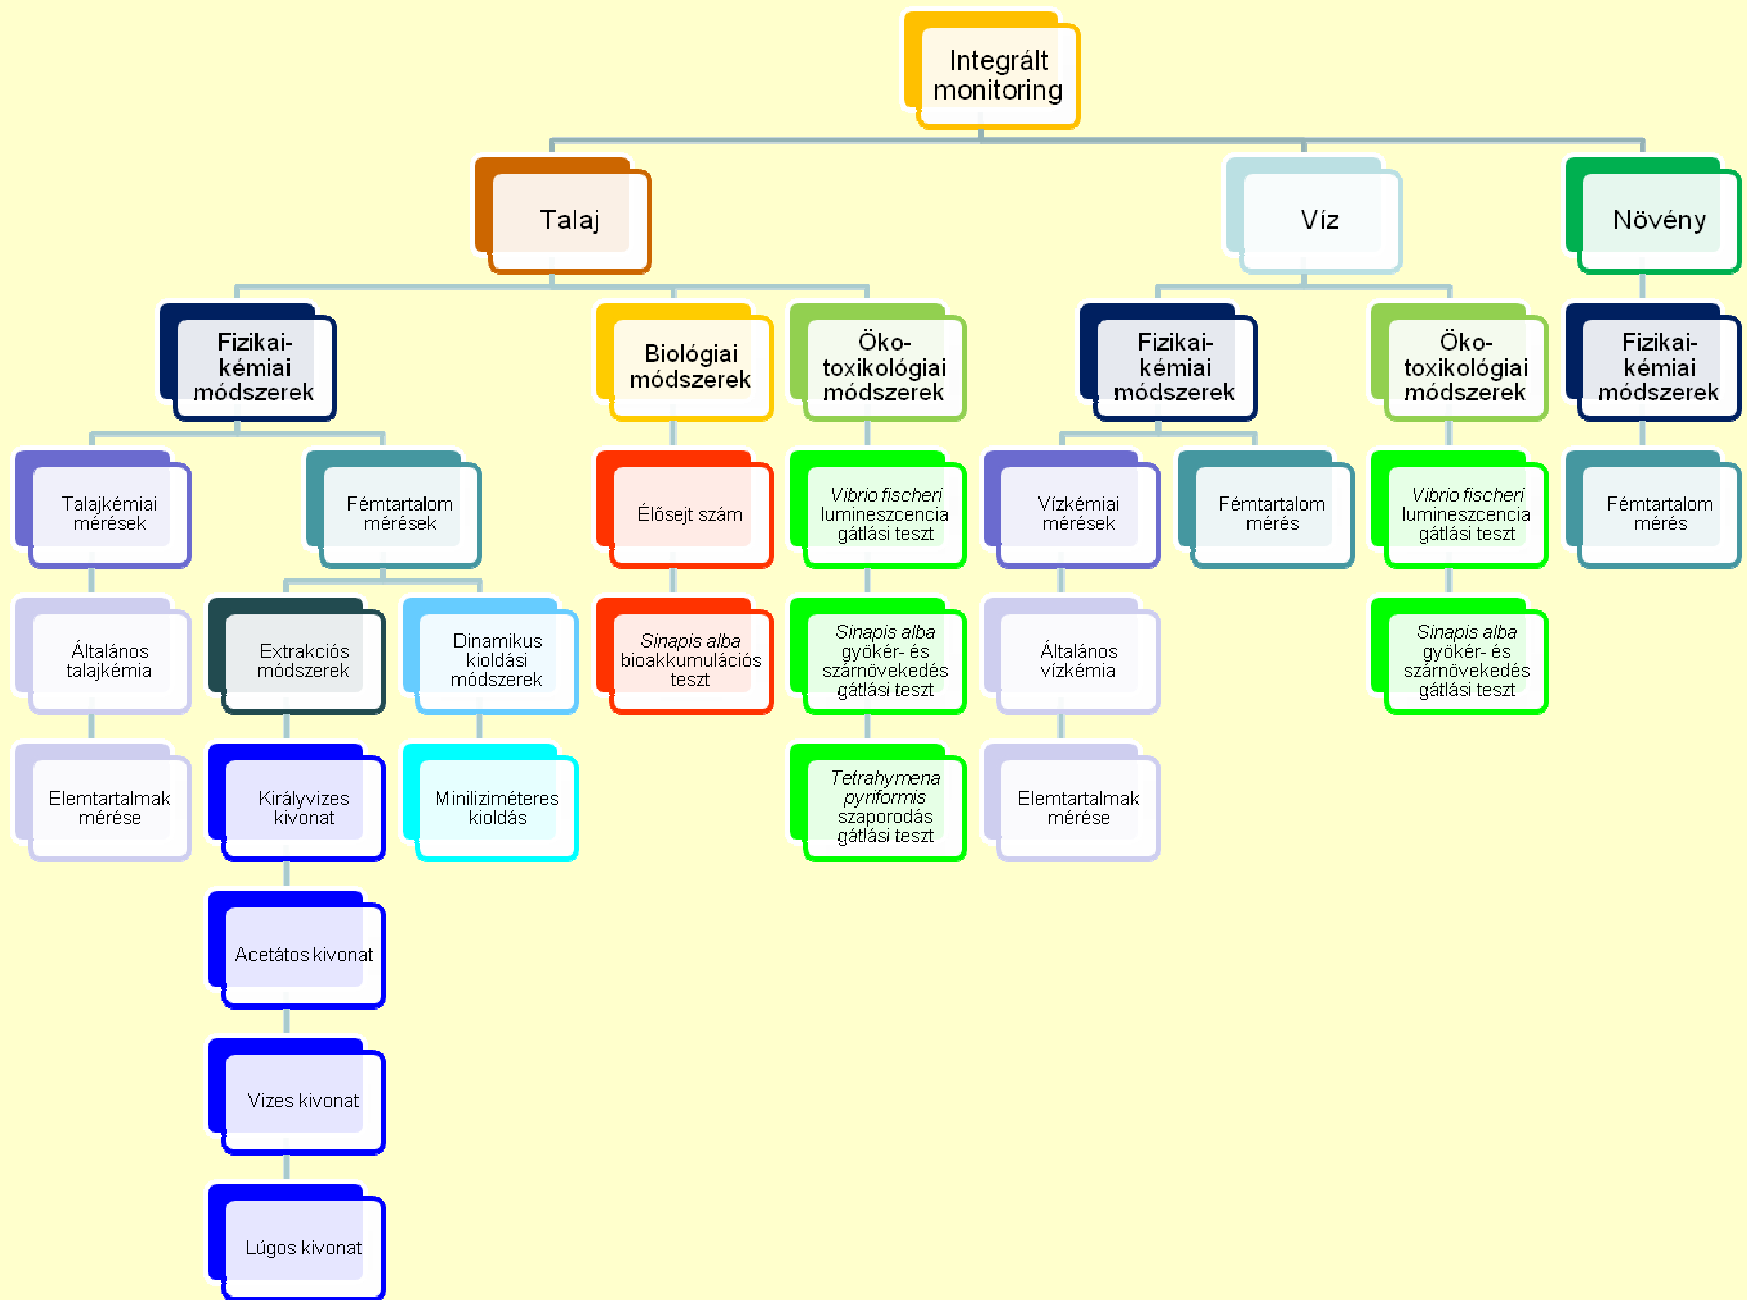 Integrált
monitoring
Talaj
Víz
Növény
Fizikai-
kémiai
módszerek
Biológiai
módszerek
Öko-
toxikológiai
módszerek
Fizikai-
kémiai
módszerek
Öko-
toxikológiai
módszerek
Fizikai-
kémiai
módszerek
Talajkémiai
mérések
Fémtartalom
mérések
Élősejt szám
Vibrio fischeri
lumineszcencia
gátlási teszt
Vízkémiai
mérések
Fémtartalom
mérés
Vibrio fischeri
lumineszcencia
gátlási teszt
Fémtartalom
mérés
Általános
talajkémia
Extrakciós
módszerek
Dinamikus
kioldási
módszerek
Sinapis alba
bioakkumulációs
teszt
Sinapis alba
gyökér- és
szárnövekedés
gátlási teszt
Általános
vízkémia
Sinapis alba
gyökér- és
szárnövekedés
gátlási teszt
Elemtartalmak
mérése
Királyvizes
kivonat
Miniliziméteres
kioldás
Tetrahymena
pyriformis
szaporodás
gátlási teszt
Elemtartalmak
mérése
Acetátos kivonat
Vizes kivonat
Lúgos kivonat